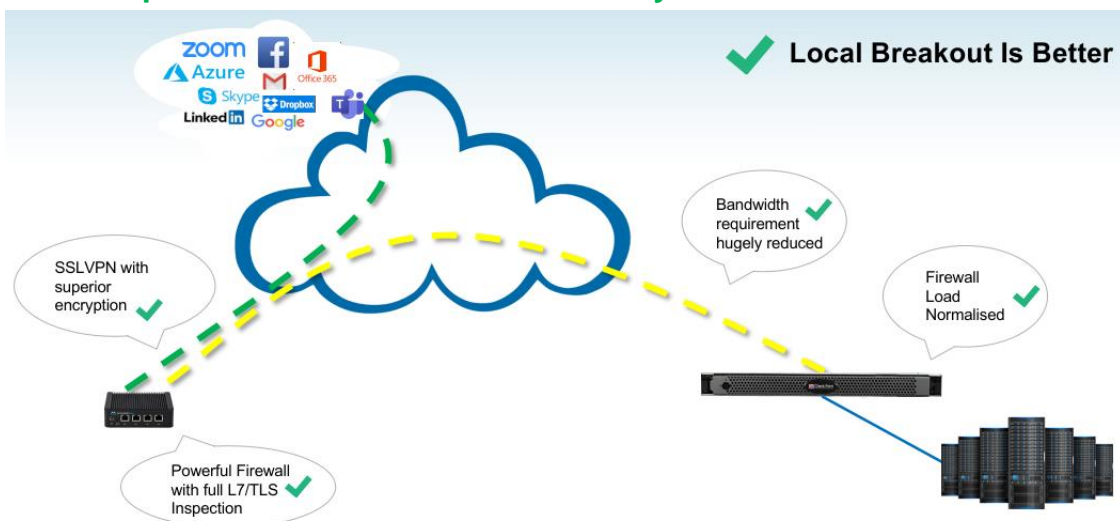 zoom
Azure
Office 365
Skype
Dropbox
LinkedIn
Google
Local Breakout Is Better
Bandwidth
requirement
hugely reduced
SSLVPN with
superior
encryption
Firewall
Load
Normalised
Powerful Firewall
with full L7/TLS
Inspection